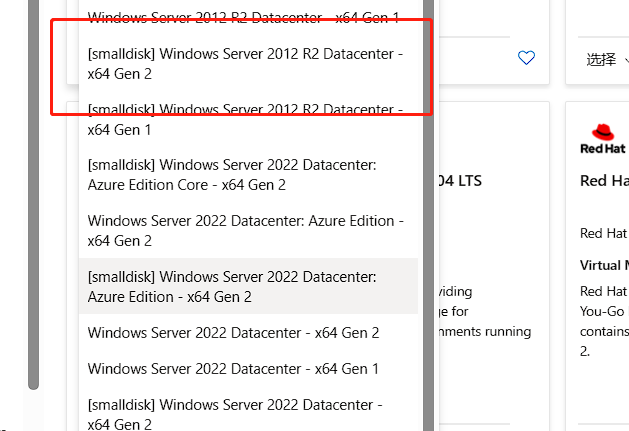 Windows Server 2012 R2 Datacenter - x64 Gen 1
[smalldisk] Windows Server 2012 R2 Datacenter -
x64 Gen 2
[smalldisk] Windows Server 2012 R2 Datacenter -
x64 Gen 1
[smalldisk] Windows Server 2022 Datacenter:
Azure Edition Core - x64 Gen 2
Windows Server 2022 Datacenter: Azure Edition -
x64 Gen 2
[smalldisk] Windows Server 2022 Datacenter:
Azure Edition - x64 Gen 2
Windows Server 2022 Datacenter - x64 Gen 2
Windows Server 2022 Datacenter - x64 Gen 1
[smalldisk] Windows Server 2022 Datacenter -
x64 Gen 2
04 LTS
viding
ge for
nments running
选择
Red Hat
Red Ha
Red Hat
Virtual M
Red Hat
You-Go
contains
2.